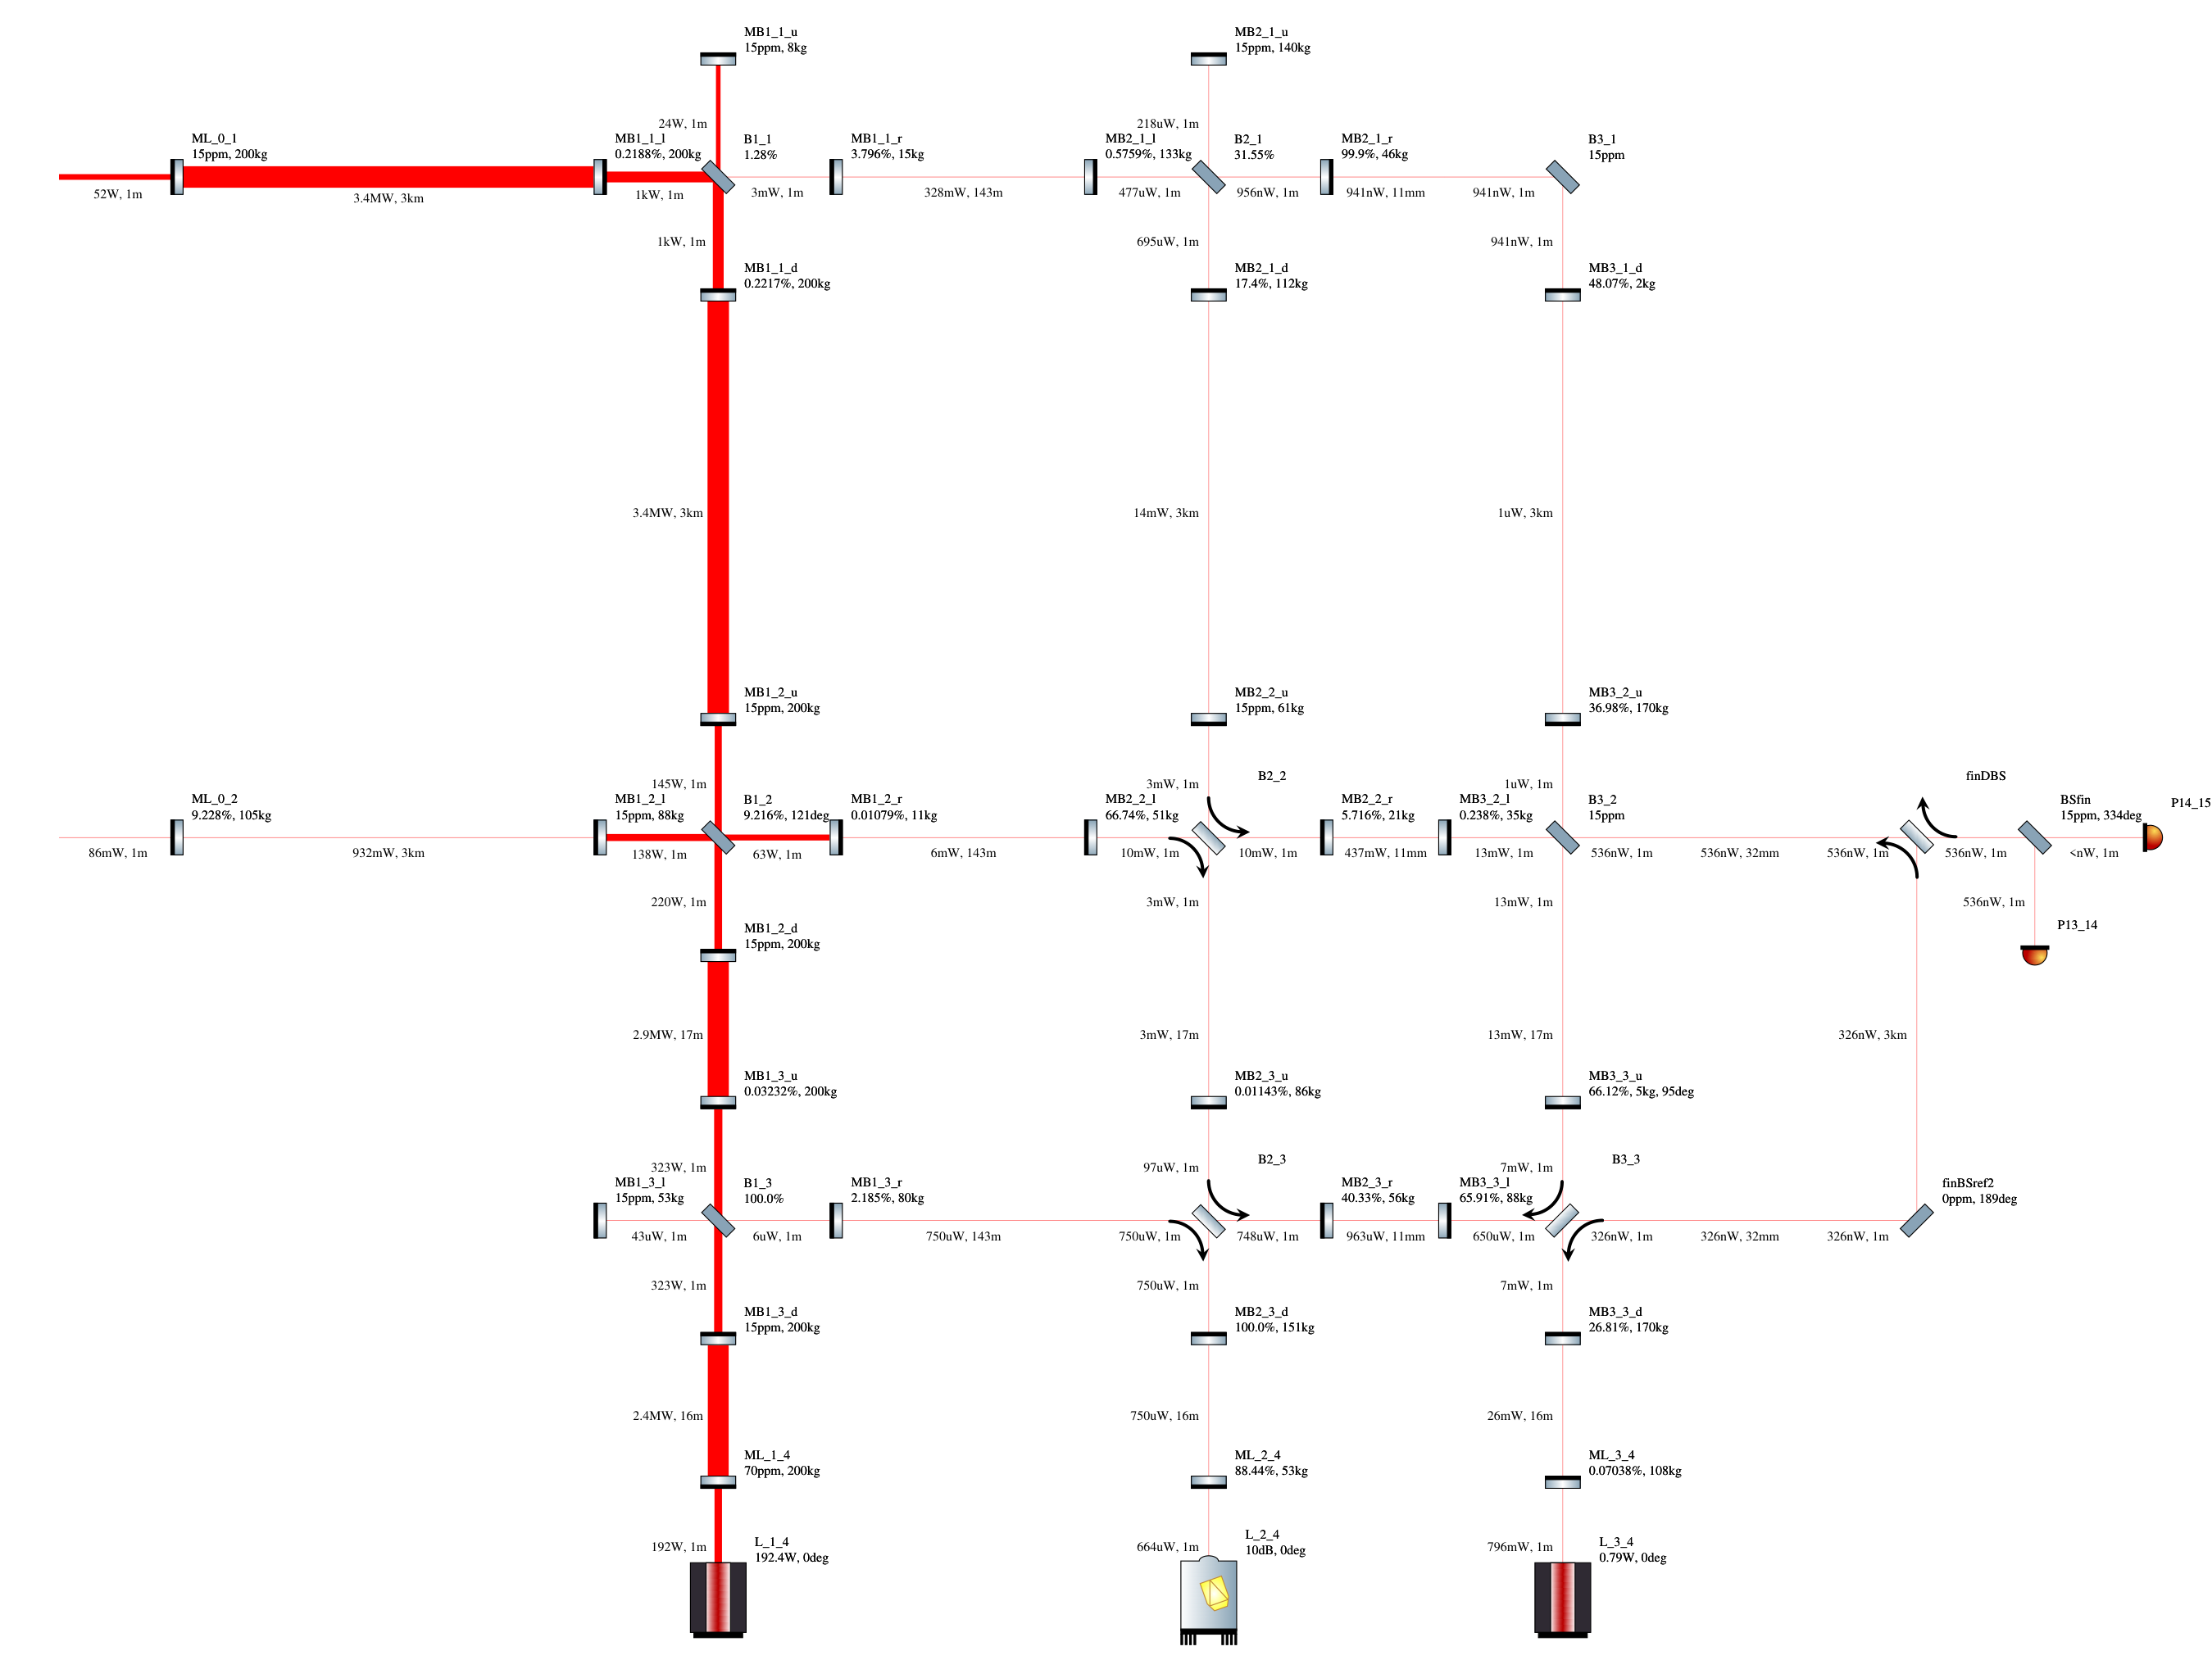 MB1_1_u
15ppm, 8kg
MB2_1_u
15ppm, 140kg
24W, 1m
218uW, 1m
ML_0_1
15ppm, 200kg
MB1_1_l
0.2188%, 200kg
B1_1
1.28%
MB1_1_r
3.796%, 15kg
MB2_1_l
0.5759%, 133kg
B2_1
31.55%
MB2_1_r
99.9%, 46kg
B3_1
15ppm
52W, 1m
3.4MW, 3km
1kW, 1m
3mW, 1m
328mW, 143m
477uW, 1m
956nW, 1m
941nW, 11mm
941nW, 1m
1kW, 1m
695uW, 1m
941nW, 1m
MB1_1_d
0.2217%, 200kg
MB2_1_d
17.4%, 112kg
MB3_1_d
48.07%, 2kg
3.4MW, 3km
14mW, 3km
1uW, 3km
MB1_2_u
15ppm, 200kg
MB2_2_u
15ppm, 61kg
MB3_2_u
36.98%, 170kg
145W, 1m
3mW, 1m
B2_2
1uW, 1m
finDBS
ML_0_2
9.228%, 105kg
MB1_2_l
15ppm, 88kg
B1_2
9.216%, 121deg
MB1_2_r
0.01079%, 11kg
MB2_2_l
66.74%, 51kg
MB2_2_r
5.716%, 21kg
MB3_2_l
0.238%, 35kg
B3_2
15ppm
BSfin
15ppm, 334deg
P14_15
86mW, 1m
932mW, 3km
138W, 1m
63W, 1m
6mW, 143m
10mW, 1m
10mW, 1m
437mW, 11mm
13mW, 1m
536nW, 1m
536nW, 32mm
536nW, 1m
536nW, 1m
<nW, 1m
220W, 1m
3mW, 1m
13mW, 1m
536nW, 1m
MB1_2_d
15ppm, 200kg
P13_14
2.9MW, 17m
3mW, 17m
13mW, 17m
326nW, 3km
MB1_3_u
0.03232%, 200kg
MB2_3_u
0.01143%, 86kg
MB3_3_u
66.12%, 5kg, 95deg
323W, 1m
97uW, 1m
B2_3
7mW, 1m
B3_3
MB1_3_l
15ppm, 53kg
B1_3
100.0%
MB1_3_r
2.185%, 80kg
MB2_3_r
40.33%, 56kg
MB3_3_l
65.91%, 88kg
finBSref2
0ppm, 189deg
43uW, 1m
6uW, 1m
750uW, 143m
750uW, 1m
748uW, 1m
963uW, 11mm
650uW, 1m
326nW, 1m
326nW, 32mm
326nW, 1m
323W, 1m
750uW, 1m
7mW, 1m
MB1_3_d
15ppm, 200kg
MB2_3_d
100.0%, 151kg
MB3_3_d
26.81%, 170kg
2.4MW, 16m
750uW, 16m
26mW, 16m
ML_1_4
70ppm, 200kg
ML_2_4
88.44%, 53kg
ML_3_4
0.07038%, 108kg
192W, 1m
L_1_4
192.4W, 0deg
664uW, 1m
L_2_4
10dB, 0deg
796mW, 1m
L_3_4
0.79W, 0deg